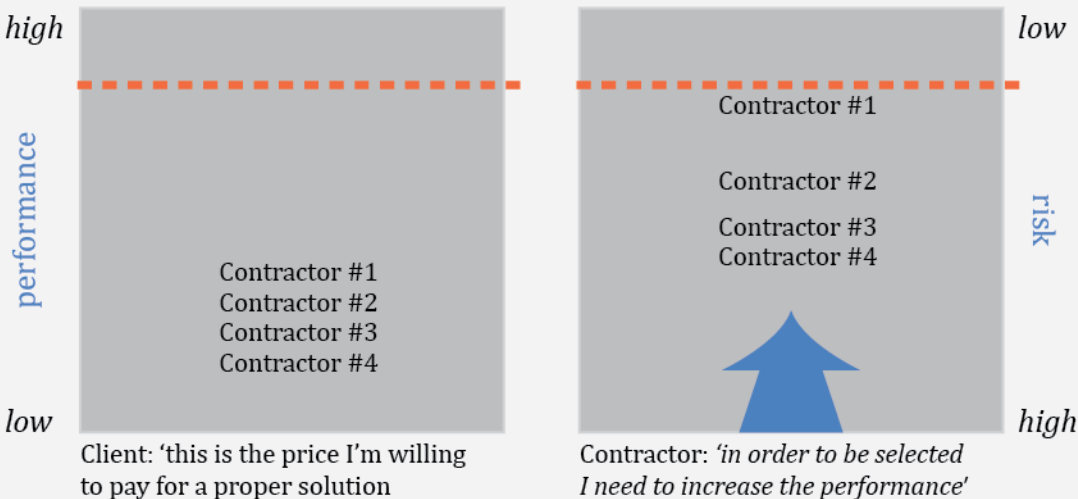 high
performance
low
Contractor #1
Contractor #2
Contractor #3
Contractor #4
Client: ‘this is the price I’m willing
to pay for a proper solution
Contractor #1
Contractor #2
Contractor #3
Contractor #4
low
risk
high
Contractor: ‘in order to be selected
I need to increase the performance’